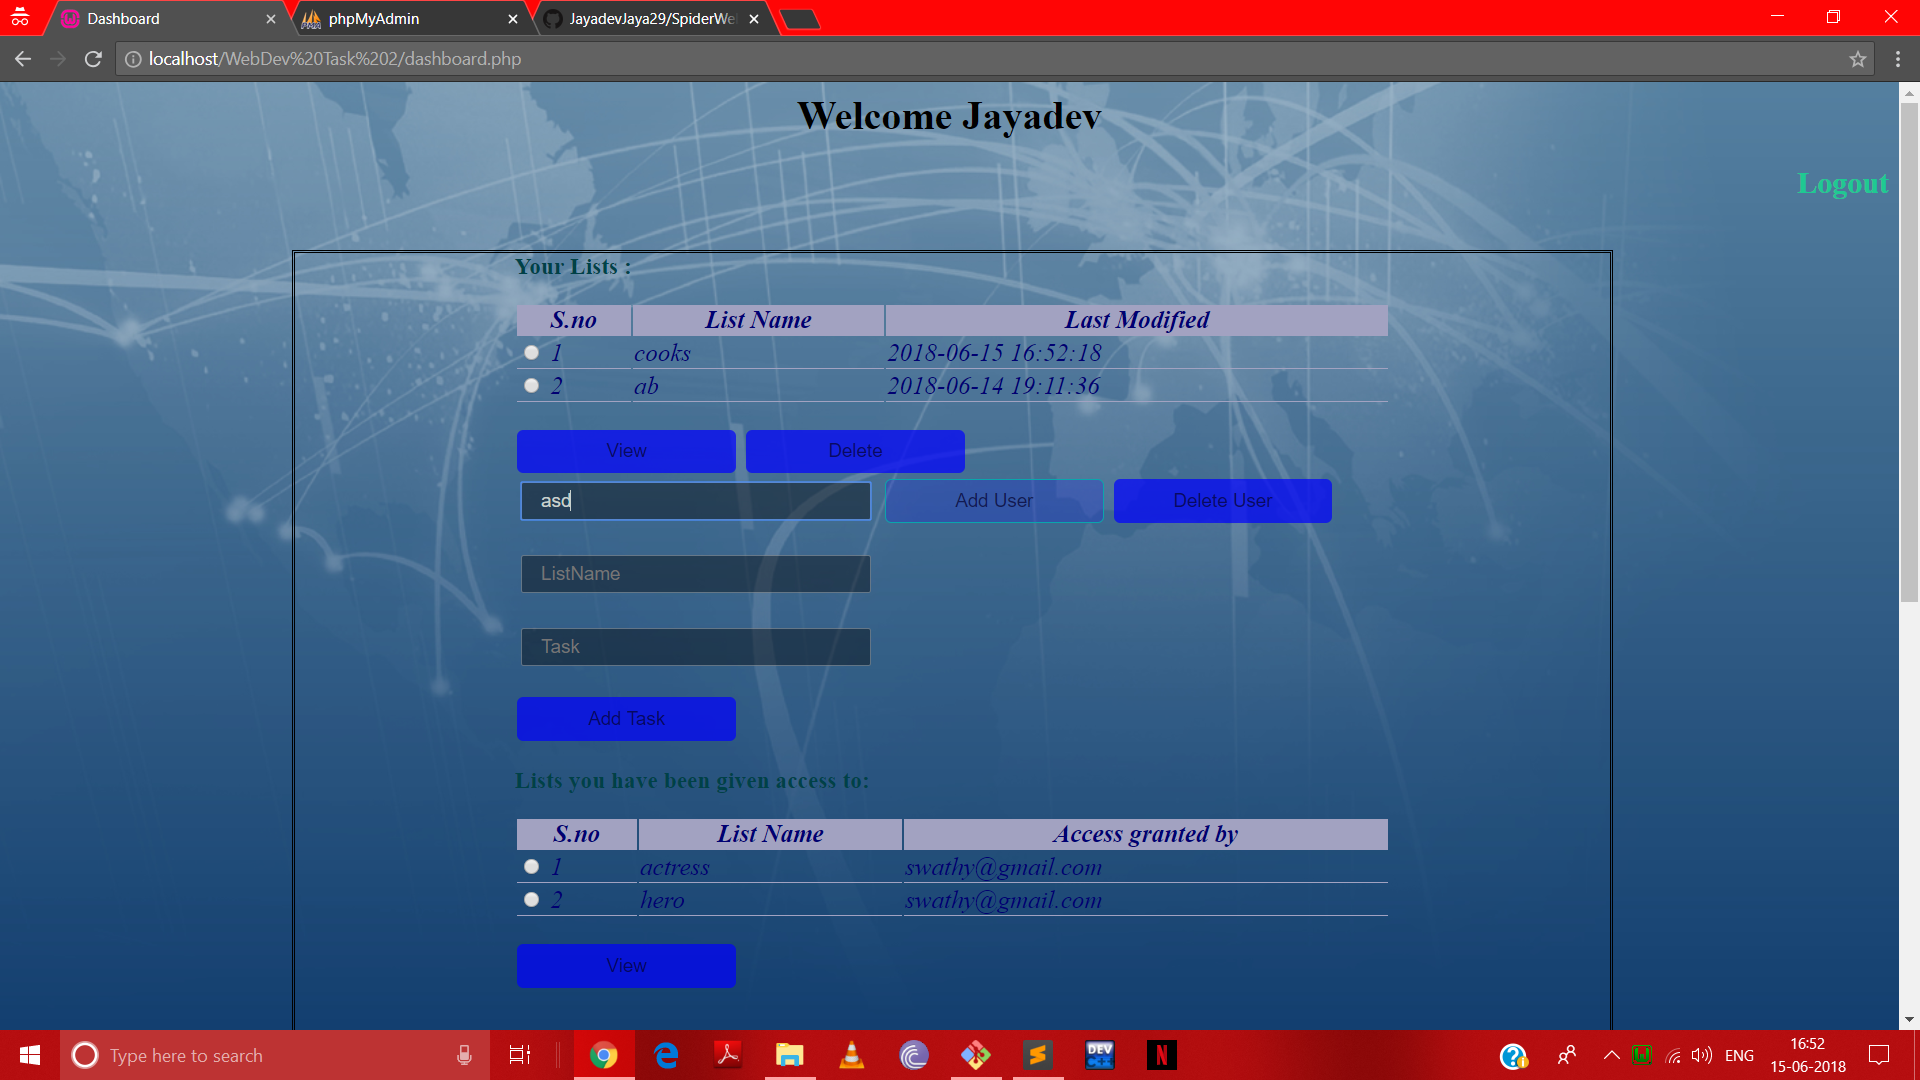 Dashboard
phpMyAdmin
JayadevJaya29/SpiderWe
localhost/WebDev%20Task%202/dashboard.php
Welcome Jayadev
Logout
Your Lists :
S.no List Name Last Modified
1 cooks 2018-06-15 16:52:18
2 ab 2018-06-14 19:11:36
View Delete
asd Add User Delete User
ListName
Task
Add Task
Lists you have been given access to:
S.no List Name Access granted by
1 actress swathy@gmail.com
2 hero swathy@gmail.com
View
Type here to search
DEV
C++
N
ENG
16:52
15-06-2018